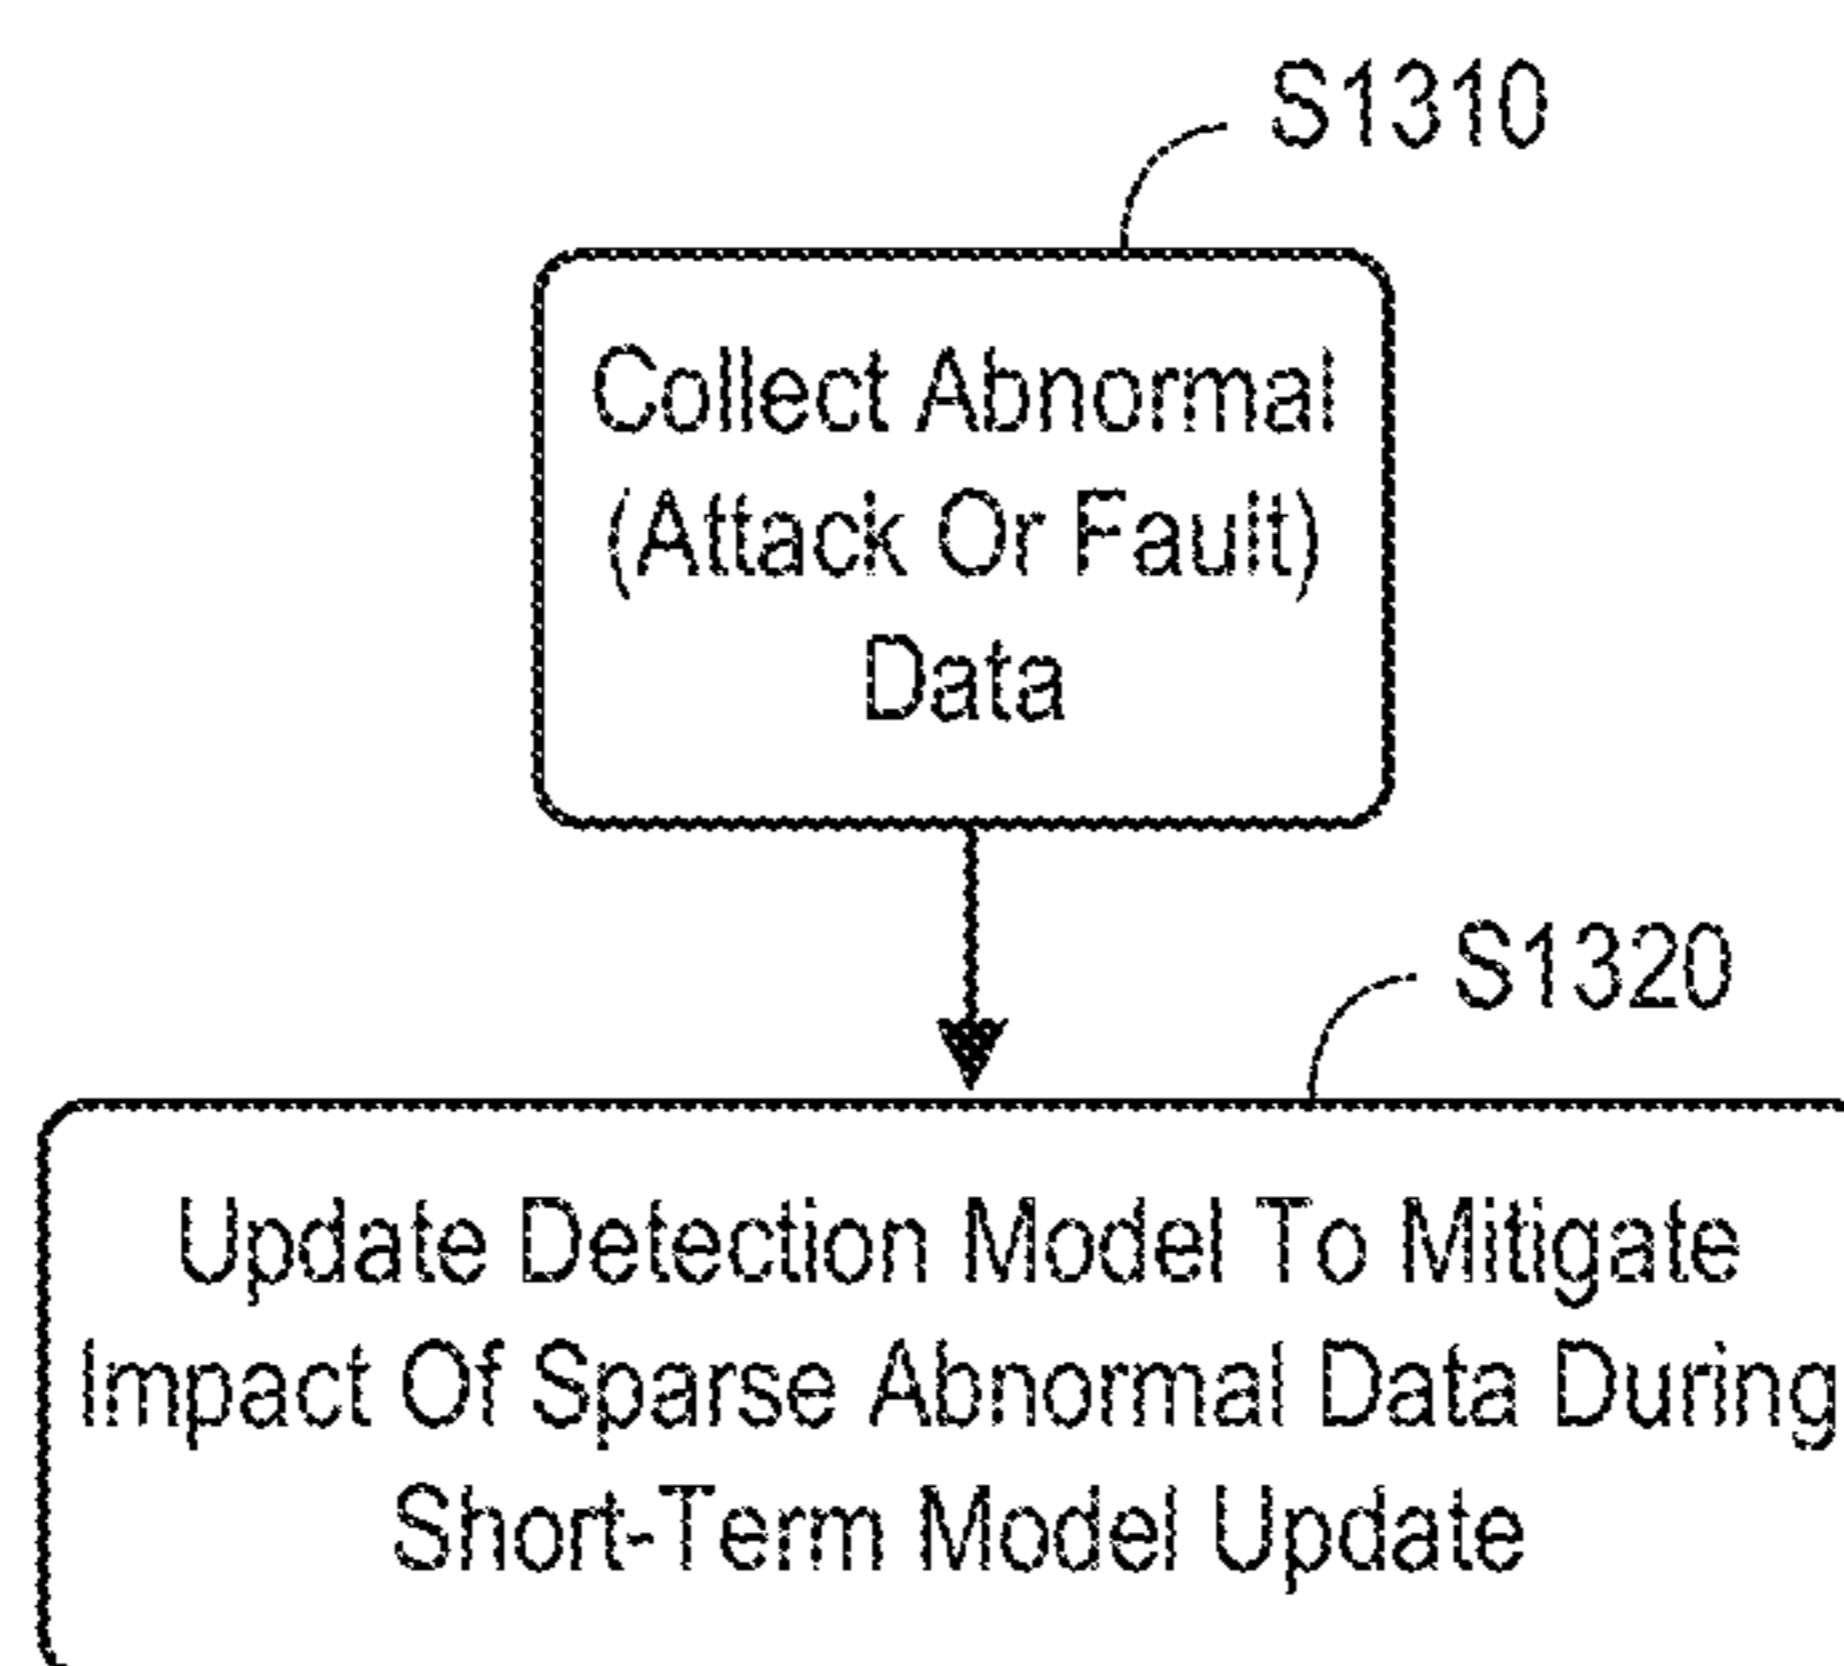 S1310
Collect Abnormal
(Attack Or Fault)
Data
S1320
Update Detection Model To Mitigate
Impact Of Sparse Abnormal Data During
Short-Term Model Update